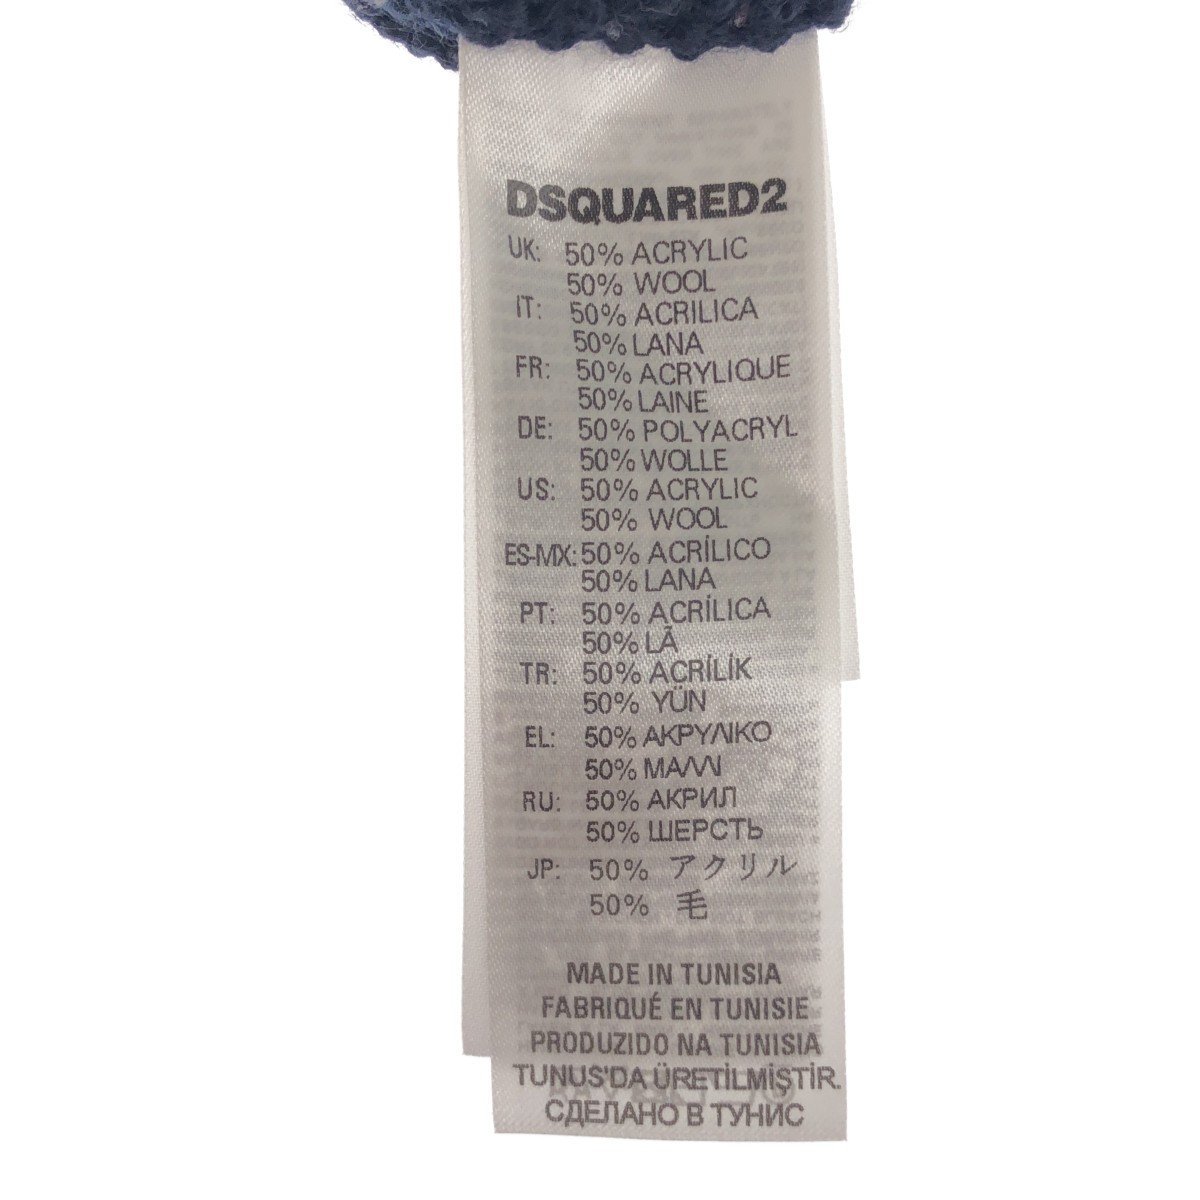 DSQUARED2
UK: 50% ACRYLIC
50% WOOL
IT: 50% ACRILICA
50% LANA
FR: 50% ACRYLIQUE
50% LAINE
DE: 50% POLYACRYL
50% WOLLE
US: 50% ACRYLIC
50% WOOL
ES-MX: 50% ACRÍLICO
50% LANA
PT: 50% ACRÍLICA
50% LÃ
TR: 50% ACRİLİK
50% YÜN
EL: 50% ΑΚΡΥΛΙΚΟ
50% ΜΑΛΛΙ
RU: 50% АКРИЛ
50% ШЕРСТЬ
JP: 50% アクリル
50% 毛
MADE IN TUNISIA
FABRIQUÉ EN TUNISIE
PRODUZIDO NA TUNISIA
TUNUS'DA ÜRETİLMİŞTİR.
СДЕЛАНО В ТУНИС